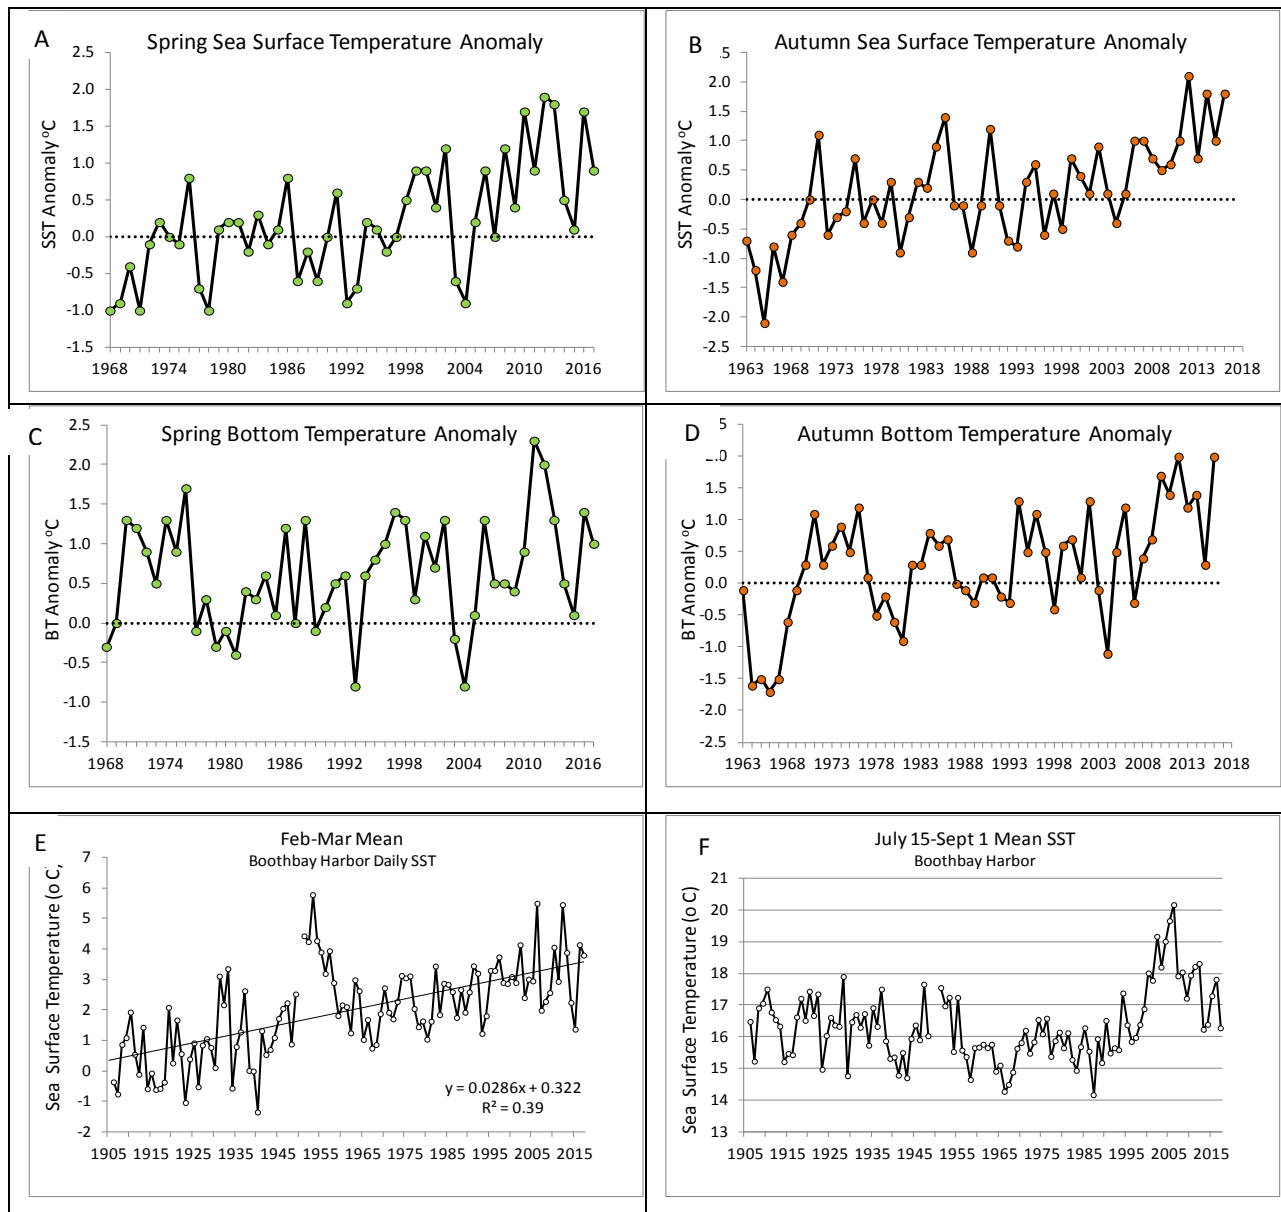 A
Spring Sea Surface Temperature Anomaly
SST Anomaly ºC
2.5
2.0
1.5
1.0
0.5
0.0
-0.5
-1.0
-1.5
1968 1974 1980 1986 1992 1998 2004 2010 2016
B
Autumn Sea Surface Temperature Anomaly
SST Anomaly ºC
.5
2.0
1.5
1.0
0.5
0.0
-0.5
-1.0
-1.5
-2.0
-2.5
1963 1968 1973 1978 1983 1988 1993 1998 2003 2008 2013 2018
C
Spring Bottom Temperature Anomaly
BT Anomaly ºC
2.5
2.0
1.5
1.0
0.5
0.0
-0.5
-1.0
-1.5
1968 1974 1980 1986 1992 1998 2004 2010 2016
D
Autumn Bottom Temperature Anomaly
BT Anomaly ºC
5
2.0
1.5
1.0
0.5
0.0
-0.5
-1.0
-1.5
-2.0
-2.5
1963 1968 1973 1978 1983 1988 1993 1998 2003 2008 2013 2018
E
Feb-Mar Mean
Boothbay Harbor Daily SST
Sea Surface Temperature (o C)
7
6
5
4
3
2
1
0
-1
-2
y = 0.0286x + 0.322
R² = 0.39
1905 1915 1925 1935 1945 1955 1965 1975 1985 1995 2005 2015
F
July 15-Sept 1 Mean SST
Boothbay Harbor
Sea Surface Temperature (o C)
21
20
19
18
17
16
15
14
13
1905 1915 1925 1935 1945 1955 1965 1975 1985 1995 2005 2015